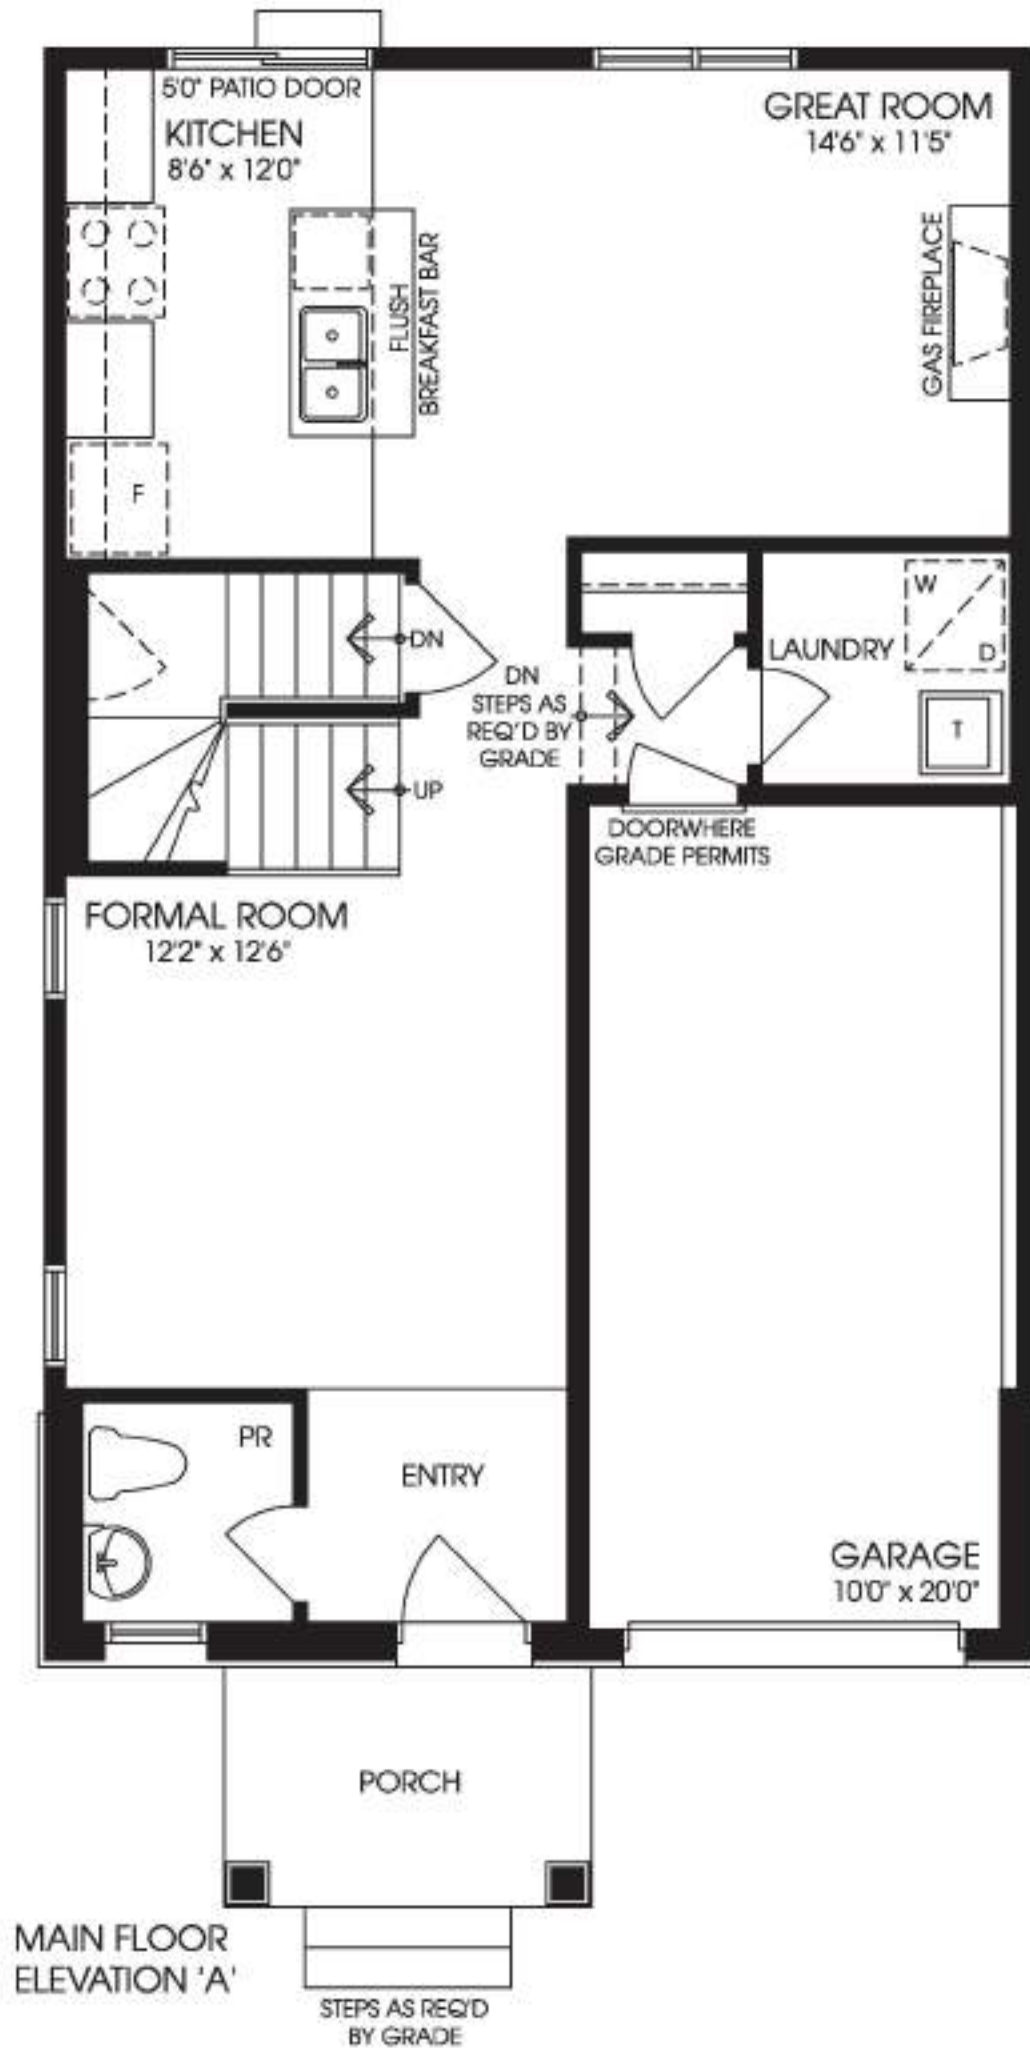 5'0" PATIO DOOR
KITCHEN
8'6" x 12'0"
GREAT ROOM
14'6" x 11'5"
FLUSH
BREAKFAST BAR
GAS FIREPLACE
F
DN
DN
STEPS AS
REQ'D BY
GRADE
UP
LAUNDRY
W
D
T
DOORWHERE
GRADE PERMITS
FORMAL ROOM
12'2" x 12'6"
PR
ENTRY
GARAGE
10'0" x 20'0"
PORCH
MAIN FLOOR
ELEVATION 'A'
STEPS AS REQ'D
BY GRADE